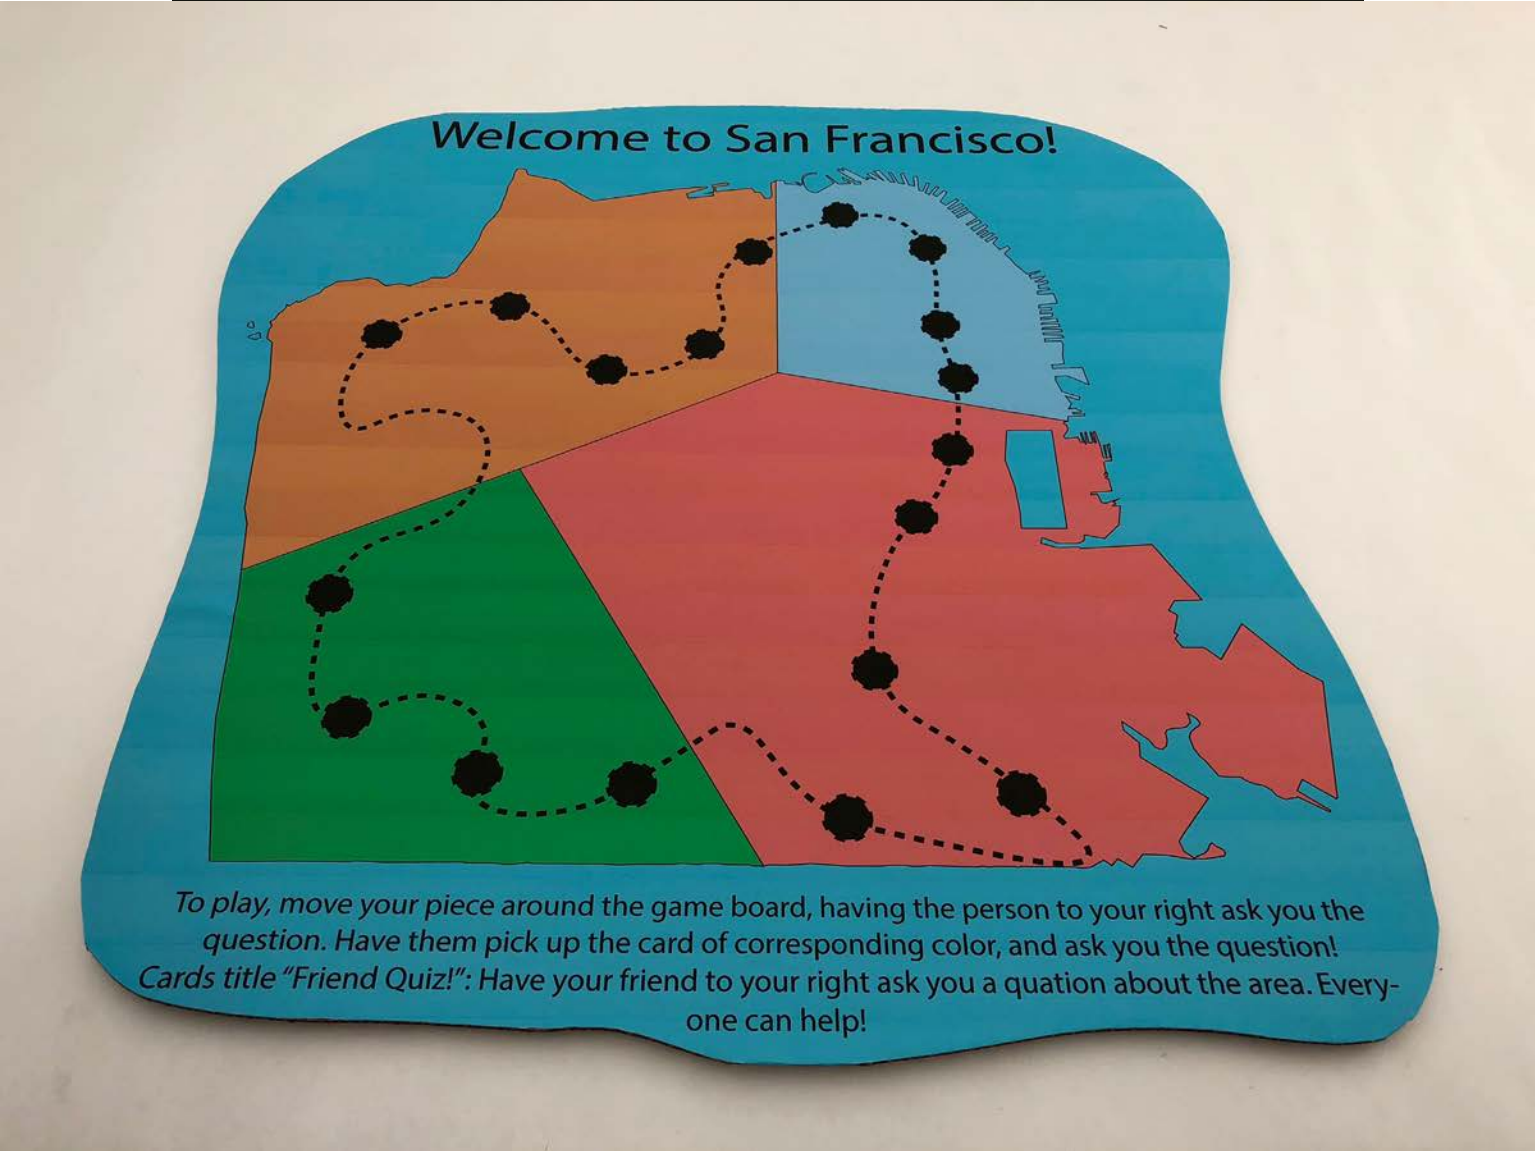 Welcome to San Francisco!
To play, move your piece around the game board, having the person to your right ask you the
question. Have them pick up the card of corresponding color, and ask you the question!
Cards title “Friend Quiz!”: Have your friend to your right ask you a quation about the area. Every-
one can help!